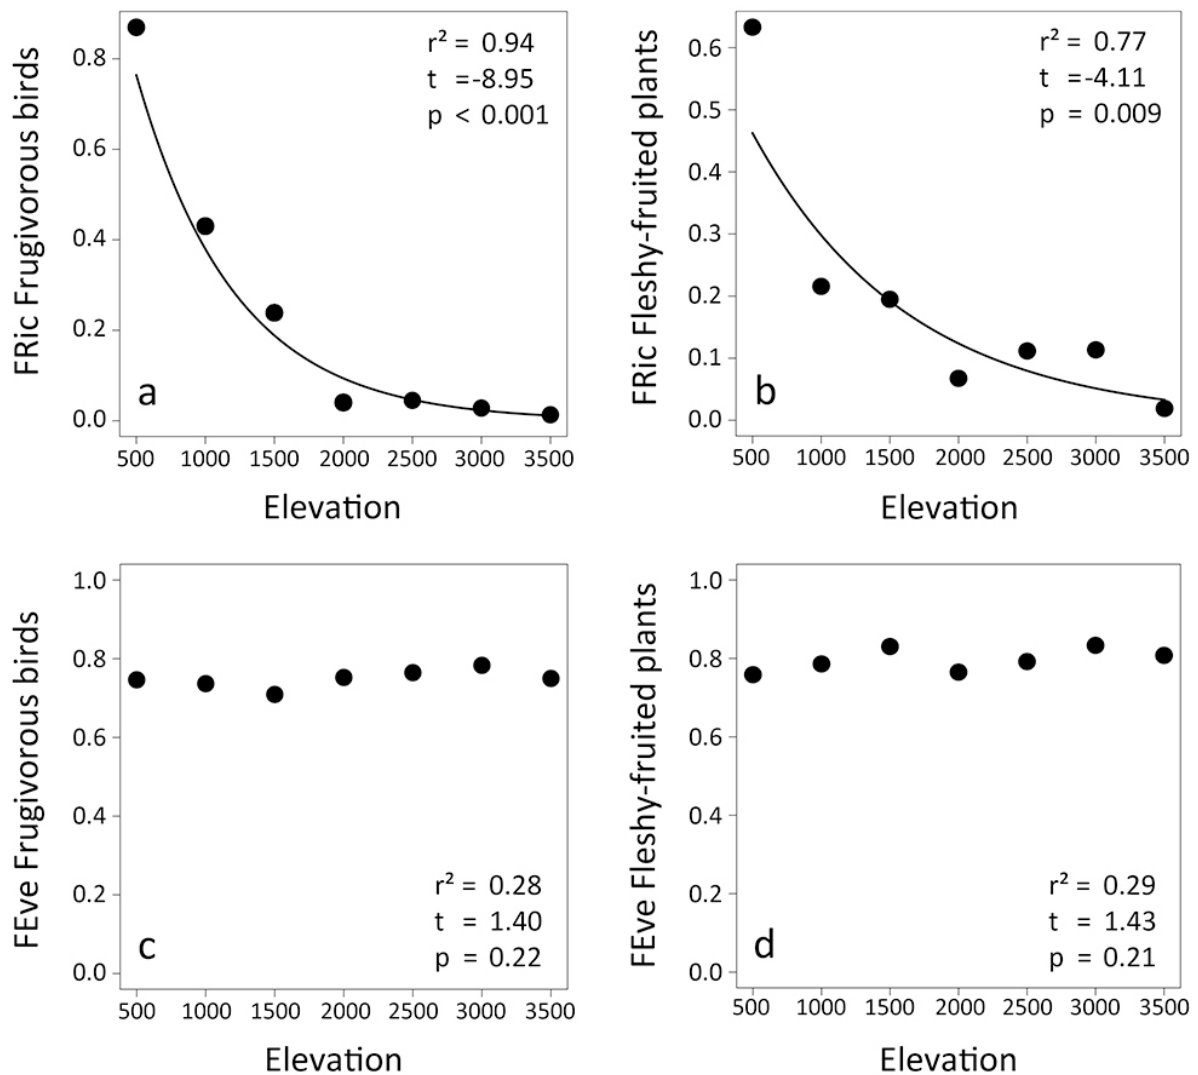 FRic Frugivorous birds
0.8
0.6
0.4
0.2
0.0
r² = 0.94
t =-8.95
p < 0.001
a
500 1000 1500 2000 2500 3000 3500
Elevation
FRic Fleshy-fruited plants
0.6
0.5
0.4
0.3
0.2
0.1
0.0
r² = 0.77
t =-4.11
p = 0.009
b
500 1000 1500 2000 2500 3000 3500
Elevation
FEve Frugivorous birds
1.0
0.8
0.6
0.4
0.2
0.0
r² = 0.28
t = 1.40
p = 0.22
c
500 1000 1500 2000 2500 3000 3500
Elevation
FEve Fleshy-fruited plants
1.0
0.8
0.6
0.4
0.2
0.0
r² = 0.29
t = 1.43
p = 0.21
d
500 1000 1500 2000 2500 3000 3500
Elevation